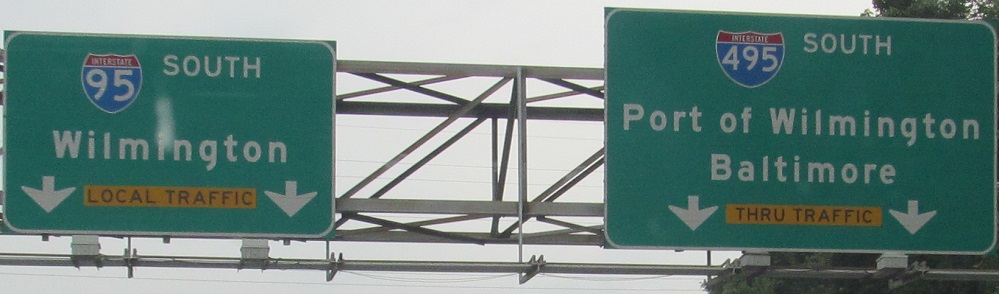 INTERSTATE
95 SOUTH
Wilmington
LOCAL TRAFFIC
INTERSTATE
495 SOUTH
Port of Wilmington
Baltimore
THRU TRAFFIC